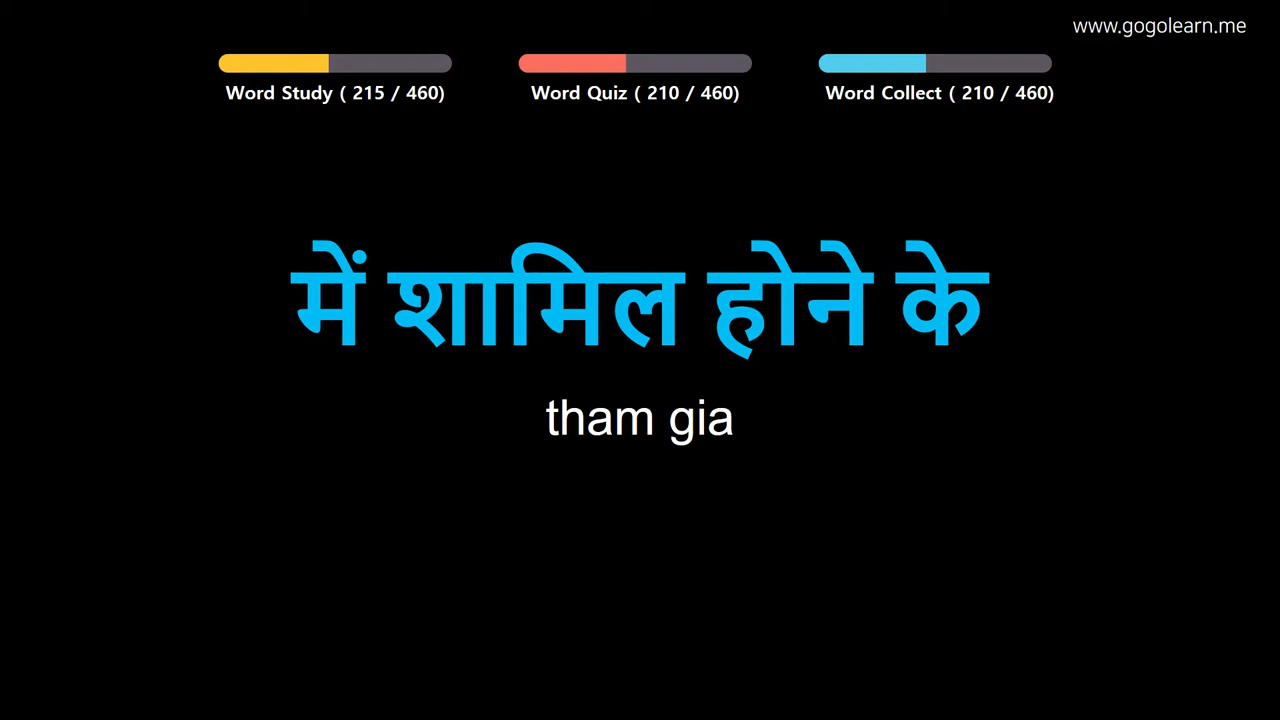 www.gogolearn.me
Word Study ( 215 / 460)
Word Quiz ( 210 / 460)
Word Collect ( 210 / 460)
में शामिल होने के
tham gia